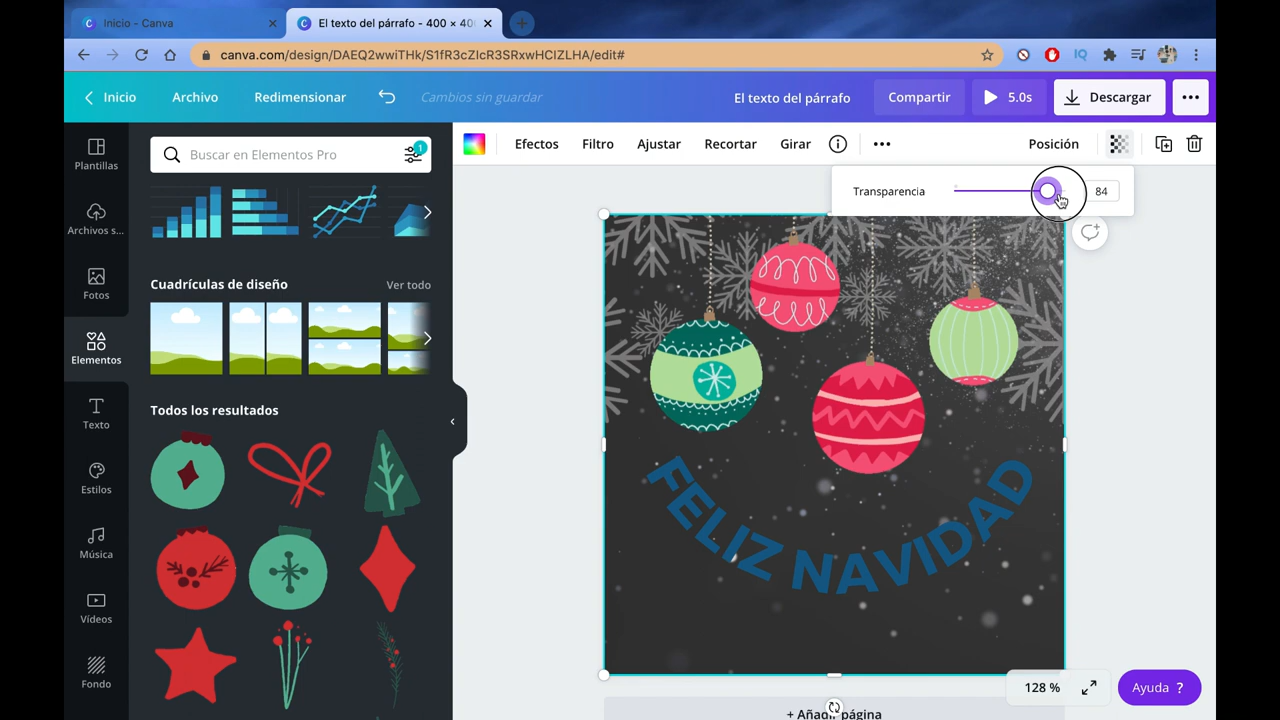 Inicio - Canva
El texto del párrafo - 400 × 40
canva.com/design/DAEQ2wwiTHk/S1fR3cZIcR3SRxwHCIZLHA/edit#
Inicio
Archivo
Redimensionar
Cambios sin guardar
El texto del párrafo
Compartir
5.0s
Descargar
Plantillas
Archivos s...
Fotos
Elementos
Texto
Estilos
Música
Vídeos
Fondo
Buscar en Elementos Pro
1
Cuadrículas de diseño
Ver todo
Todos los resultados
Efectos
Filtro
Ajustar
Recortar
Girar
Posición
Transparencia
84
FELIZ NAVIDAD
128 %
Ayuda ?
+ Añadir página